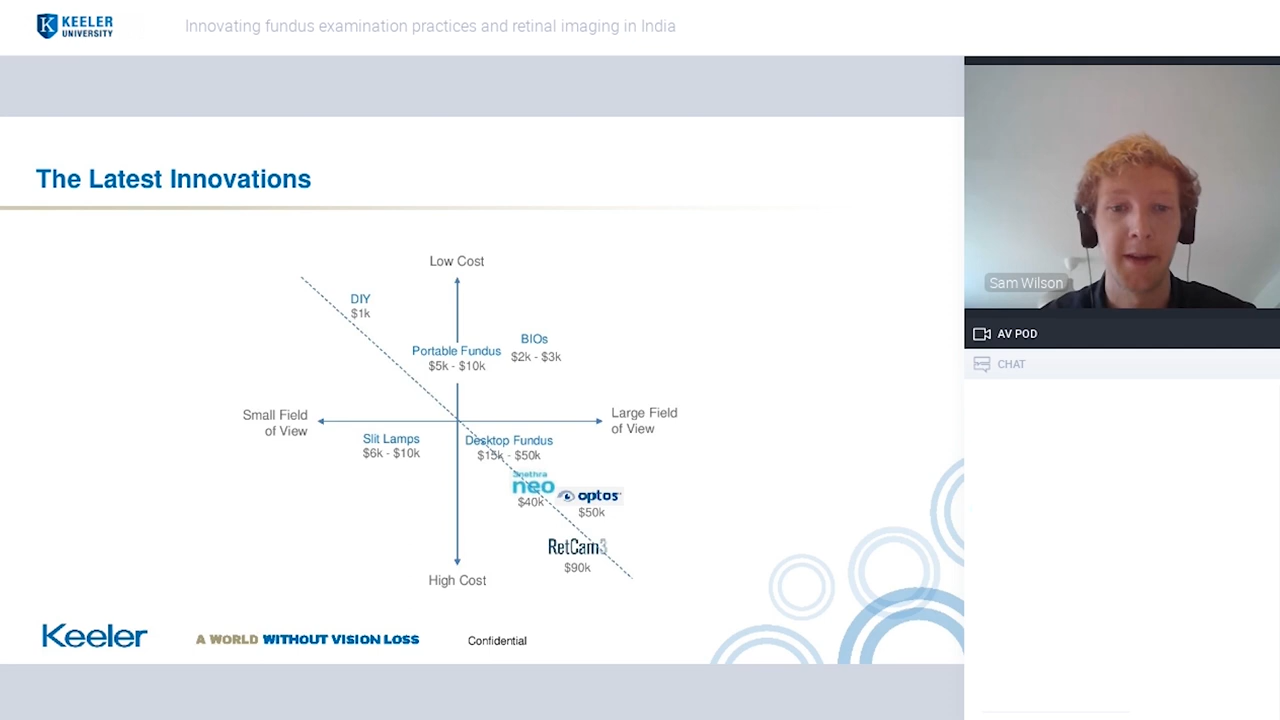 KEELER
UNIVERSITY
Innovating fundus examination practices and retinal imaging in India
The Latest Innovations
Low Cost
DIY
$1k
Portable Fundus
$5k - $10k
BIOs
$2k - $3k
Small Field
of View
Large Field
of View
Slit Lamps
$6k - $10k
Desktop Fundus
$15k - $50k
3nethra
neo
$40k
optos
$50k
RetCam3
$90k
High Cost
Keeler
A WORLD WITHOUT VISION LOSS
Confidential
Sam Wilson
AV POD
CHAT